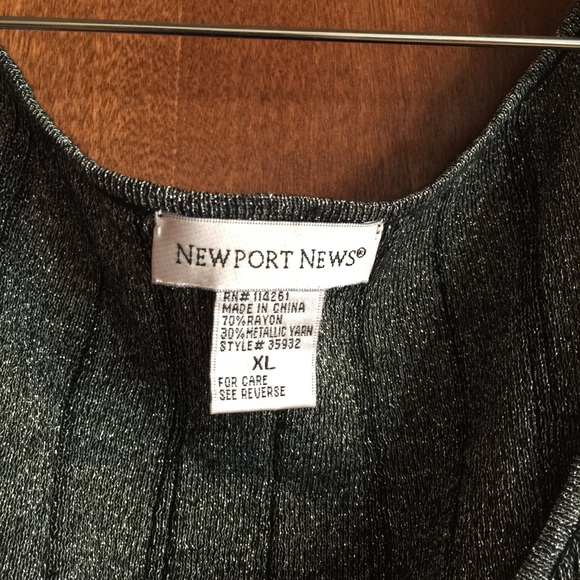 NEWPORT NEWS®
RN# 114261
MADE IN CHINA
70% RAYON
30% METALLIC YARN
STYLE# 35932
XL
FOR CARE
SEE REVERSE